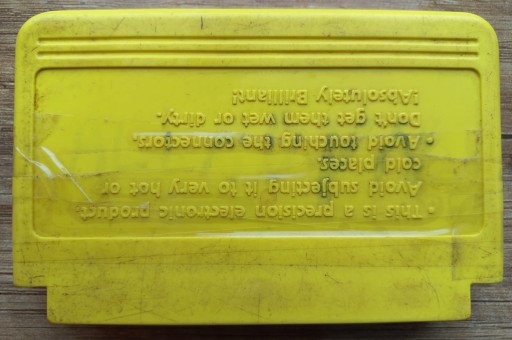 • This is a precision electronic product.
Avoid subjecting it to very hot or
cold places.
• Avoid touching the connectors.
Don't get them wet or dirty.
!Absolutely Brilliant!